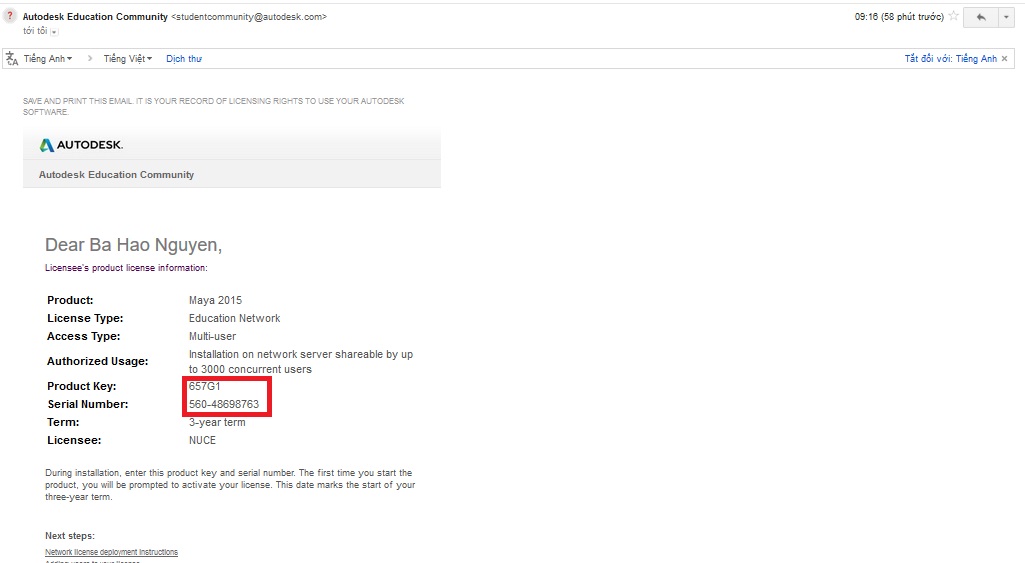 Autodesk Education Community <studentcommunity@autodesk.com>
09:16 (58 phút trước)
tới tôi
Tiếng Anh
Tiếng Việt
Dịch thư
Tắt đối với: Tiếng Anh
SAVE AND PRINT THIS EMAIL. IT IS YOUR RECORD OF LICENSING RIGHTS TO USE YOUR AUTODESK
SOFTWARE.
AUTODESK.
Autodesk Education Community
Dear Ba Hao Nguyen,
Licensee's product license information:
Product: Maya 2015
License Type: Education Network
Access Type: Multi-user
Authorized Usage: Installation on network server shareable by up
to 3000 concurrent users
Product Key: 657G1
Serial Number: 560-48698763
Term: 3-year term
Licensee: NUCE
During installation, enter this product key and serial number. The first time you start the
product, you will be prompted to activate your license. This date marks the start of your
three-year term.
Next steps:
Network license deployment instructions
Adding users to your license